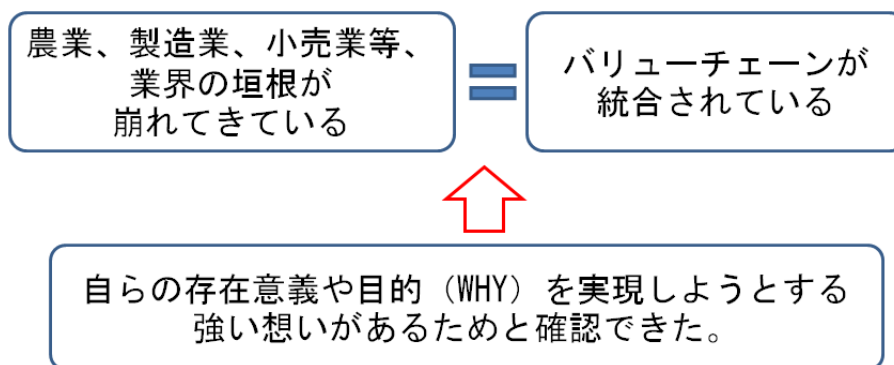 農業、製造業、小売業等、
業界の垣根が
崩れてきている
バリューチェーンが
統合されている
自らの存在意義や目的（WHY）を実現しようとする
強い想いがあるためと確認できた。